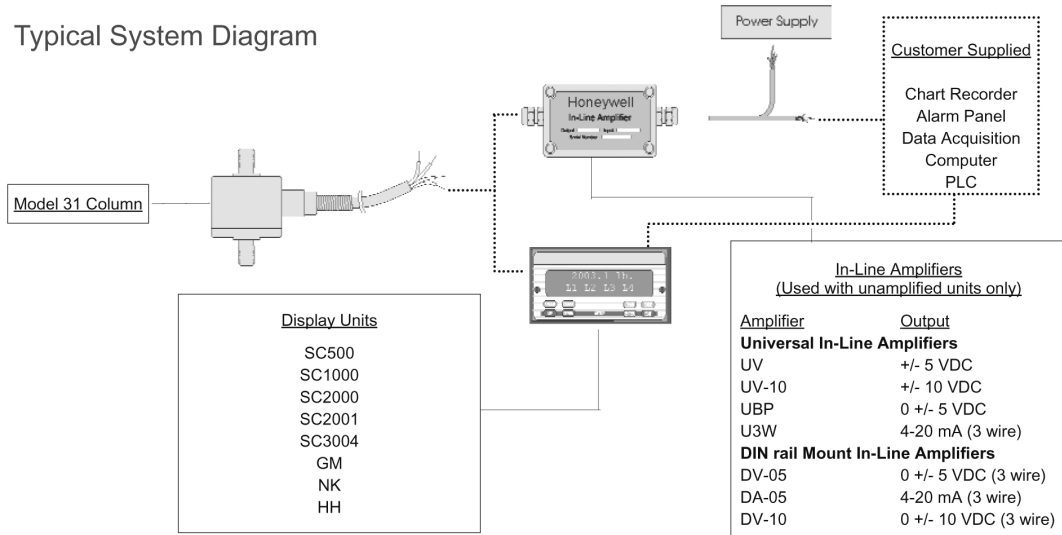 Typical System Diagram
Power Supply
Customer Supplied
Chart Recorder
Alarm Panel
Data Acquisition
Computer
PLC
Honeywell
In-Line Amplifier
Output Input
Serial Number
Model 31 Column
2003.1 lb.
L1 L2 L3 L4
Display Units
SC500
SC1000
SC2000
SC2001
SC3004
GM
NK
HH
In-Line Amplifiers
(Used with unamplified units only)
Amplifier Output
Universal In-Line Amplifiers
UV +/- 5 VDC
UV-10 +/- 10 VDC
UBP 0 +/- 5 VDC
U3W 4-20 mA (3 wire)
DIN rail Mount In-Line Amplifiers
DV-05 0 +/- 5 VDC (3 wire)
DA-05 4-20 mA (3 wire)
DV-10 0 +/- 10 VDC (3 wire)